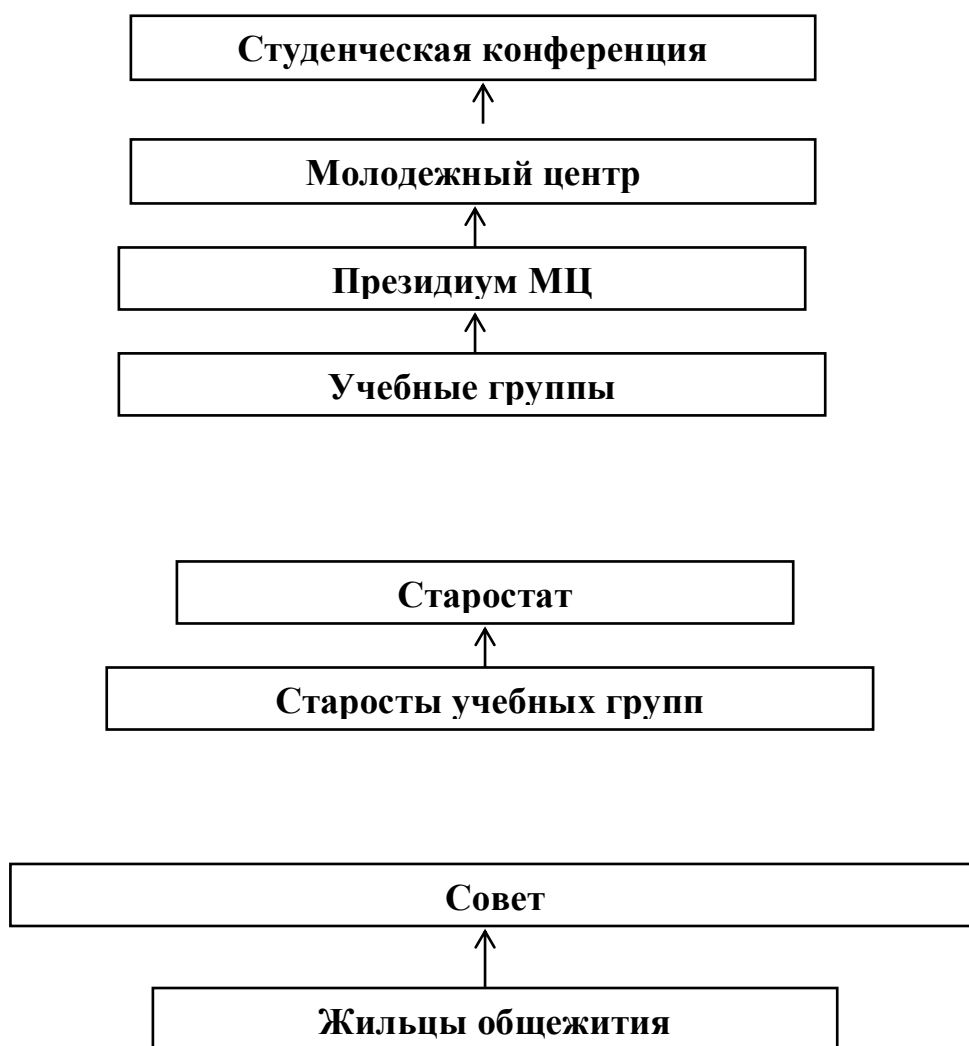 Студенческая конференция
Молодежный центр
Президиум МЦ
Учебные группы
Старостат
Старосты учебных групп
Совет
Жильцы общежития